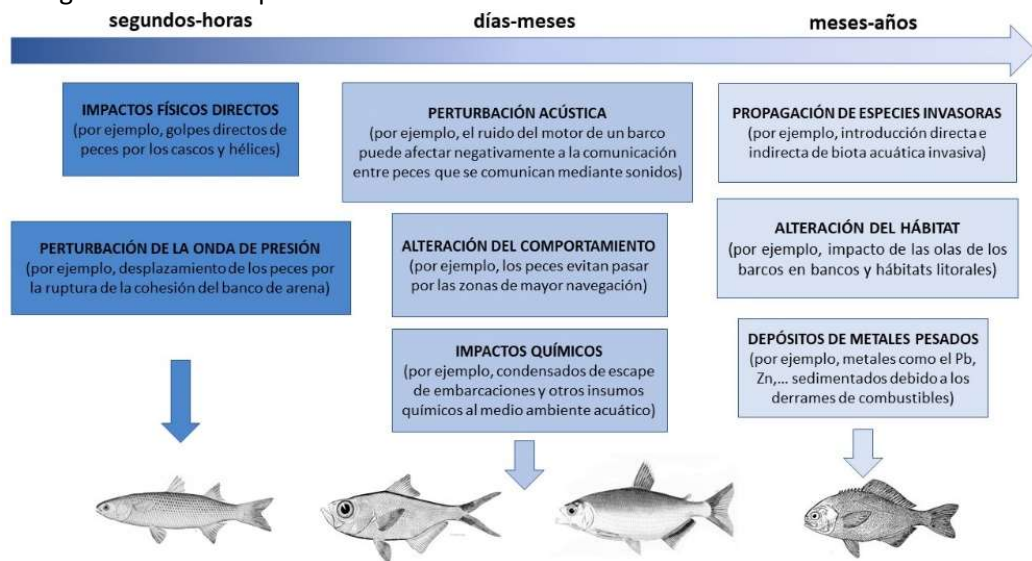 segundos-horas
días-meses
meses-años
IMPACTOS FÍSICOS DIRECTOS
(por ejemplo, golpes directos de
peces por los cascos y hélices)
PERTURBACIÓN DE LA ONDA DE PRESIÓN
(por ejemplo, desplazamiento de los peces por
la ruptura de la cohesión del banco de arena)
PERTURBACIÓN ACÚSTICA
(por ejemplo, el ruido del motor de un barco
puede afectar negativamente a la comunicación
entre peces que se comunican mediante sonidos)
ALTERACIÓN DEL COMPORTAMIENTO
(por ejemplo, los peces evitan pasar
por las zonas de mayor navegación)
IMPACTOS QUÍMICOS
(por ejemplo, condensados de escape
de embarcaciones y otros insumos
químicos al medio ambiente acuático)
PROPAGACIÓN DE ESPECIES INVASORAS
(por ejemplo, introducción directa e
indirecta de biota acuática invasiva)
ALTERACIÓN DEL HÁBITAT
(por ejemplo, impacto de las olas de los
barcos en bancos y hábitats litorales)
DEPÓSITOS DE METALES PESADOS
(por ejemplo, metales como el Pb,
Zn,... sedimentados debido a los
derrames de combustibles)